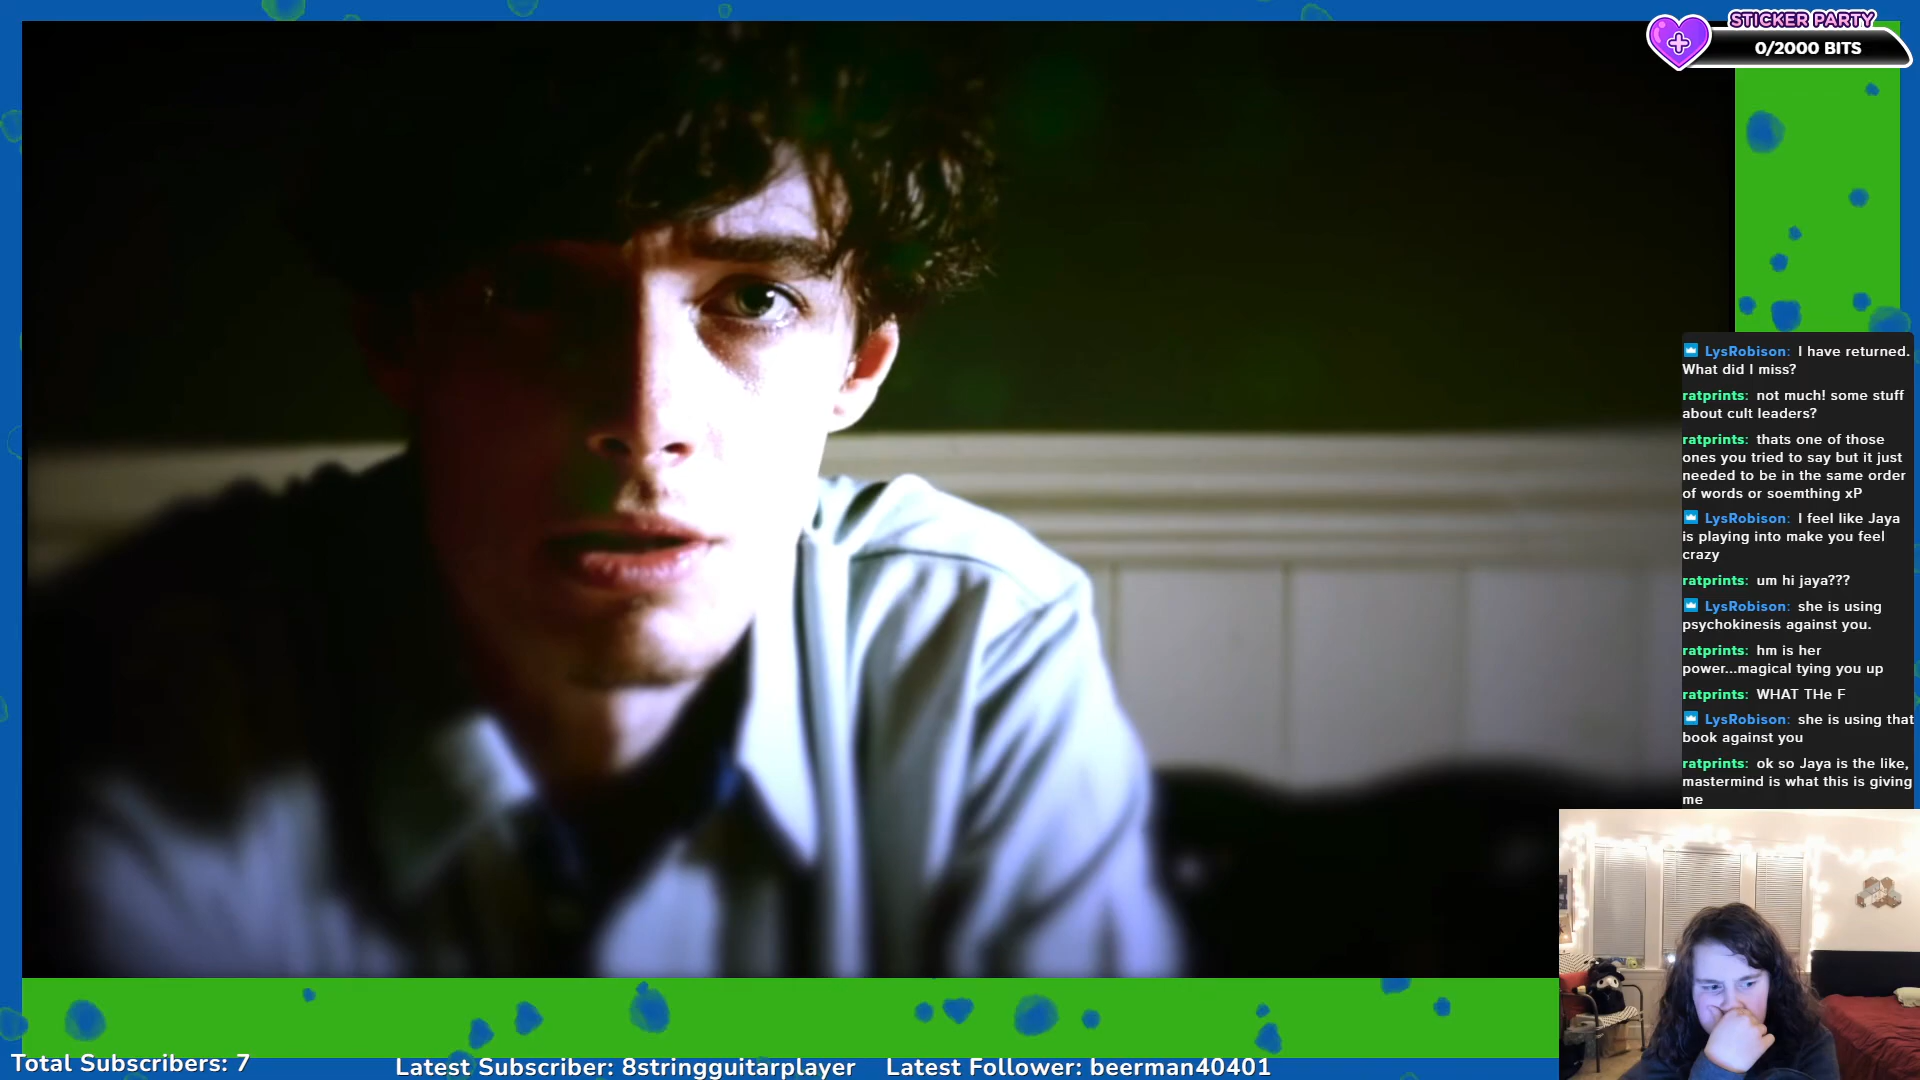 STICKER PARTY
0/2000 BITS
LysRobison: I have returned.
What did I miss?
ratprints: not much! some stuff
about cult leaders?
ratprints: thats one of those
ones you tried to say but it just
needed to be in the same order
of words or soemthing xP
LysRobison: I feel like Jaya
is playing into make you feel
crazy
ratprints: um hi jaya???
LysRobison: she is using
psychokinesis against you.
ratprints: hm is her
power...magical tying you up
ratprints: WHAT THe F
LysRobison: she is using that
book against you
ratprints: ok so Jaya is the like,
mastermind is what this is giving
me
Total Subscribers: 7
Latest Subscriber: 8stringguitarplayer
Latest Follower: beerman40401